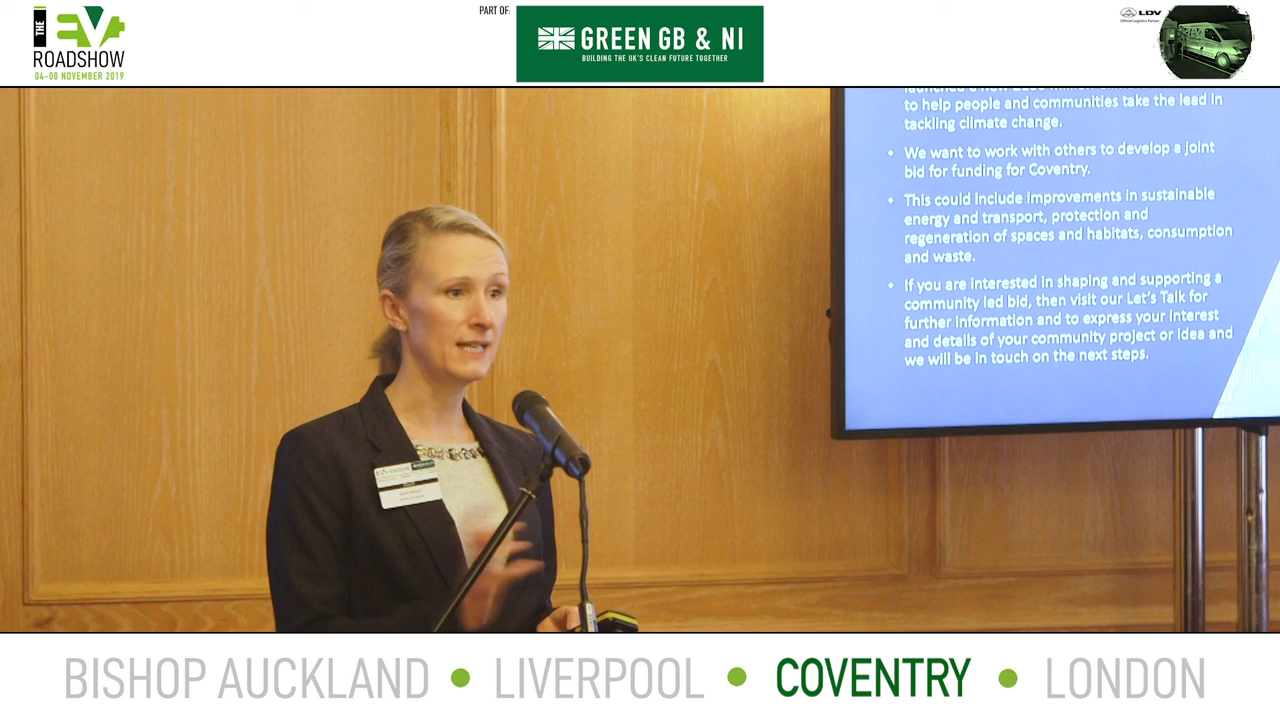 THE
EV
ROADSHOW
04-08 NOVEMBER 2019
PART OF:
GREEN GB & NI
BUILDING THE UK'S CLEAN FUTURE TOGETHER
LDV
Official Logistics Partner
to help people and communities take the lead in
tackling climate change.
• We want to work with others to develop a joint
bid for funding for Coventry.
• This could include improvements in sustainable
energy and transport, protection and
regeneration of spaces and habitats, consumption
and waste.
• If you are interested in shaping and supporting a
community led bid, then visit our Let's Talk for
further information and to express your interest
and details of your community project or idea and
we will be in touch on the next steps.
BISHOP AUCKLAND • LIVERPOOL • COVENTRY • LONDON